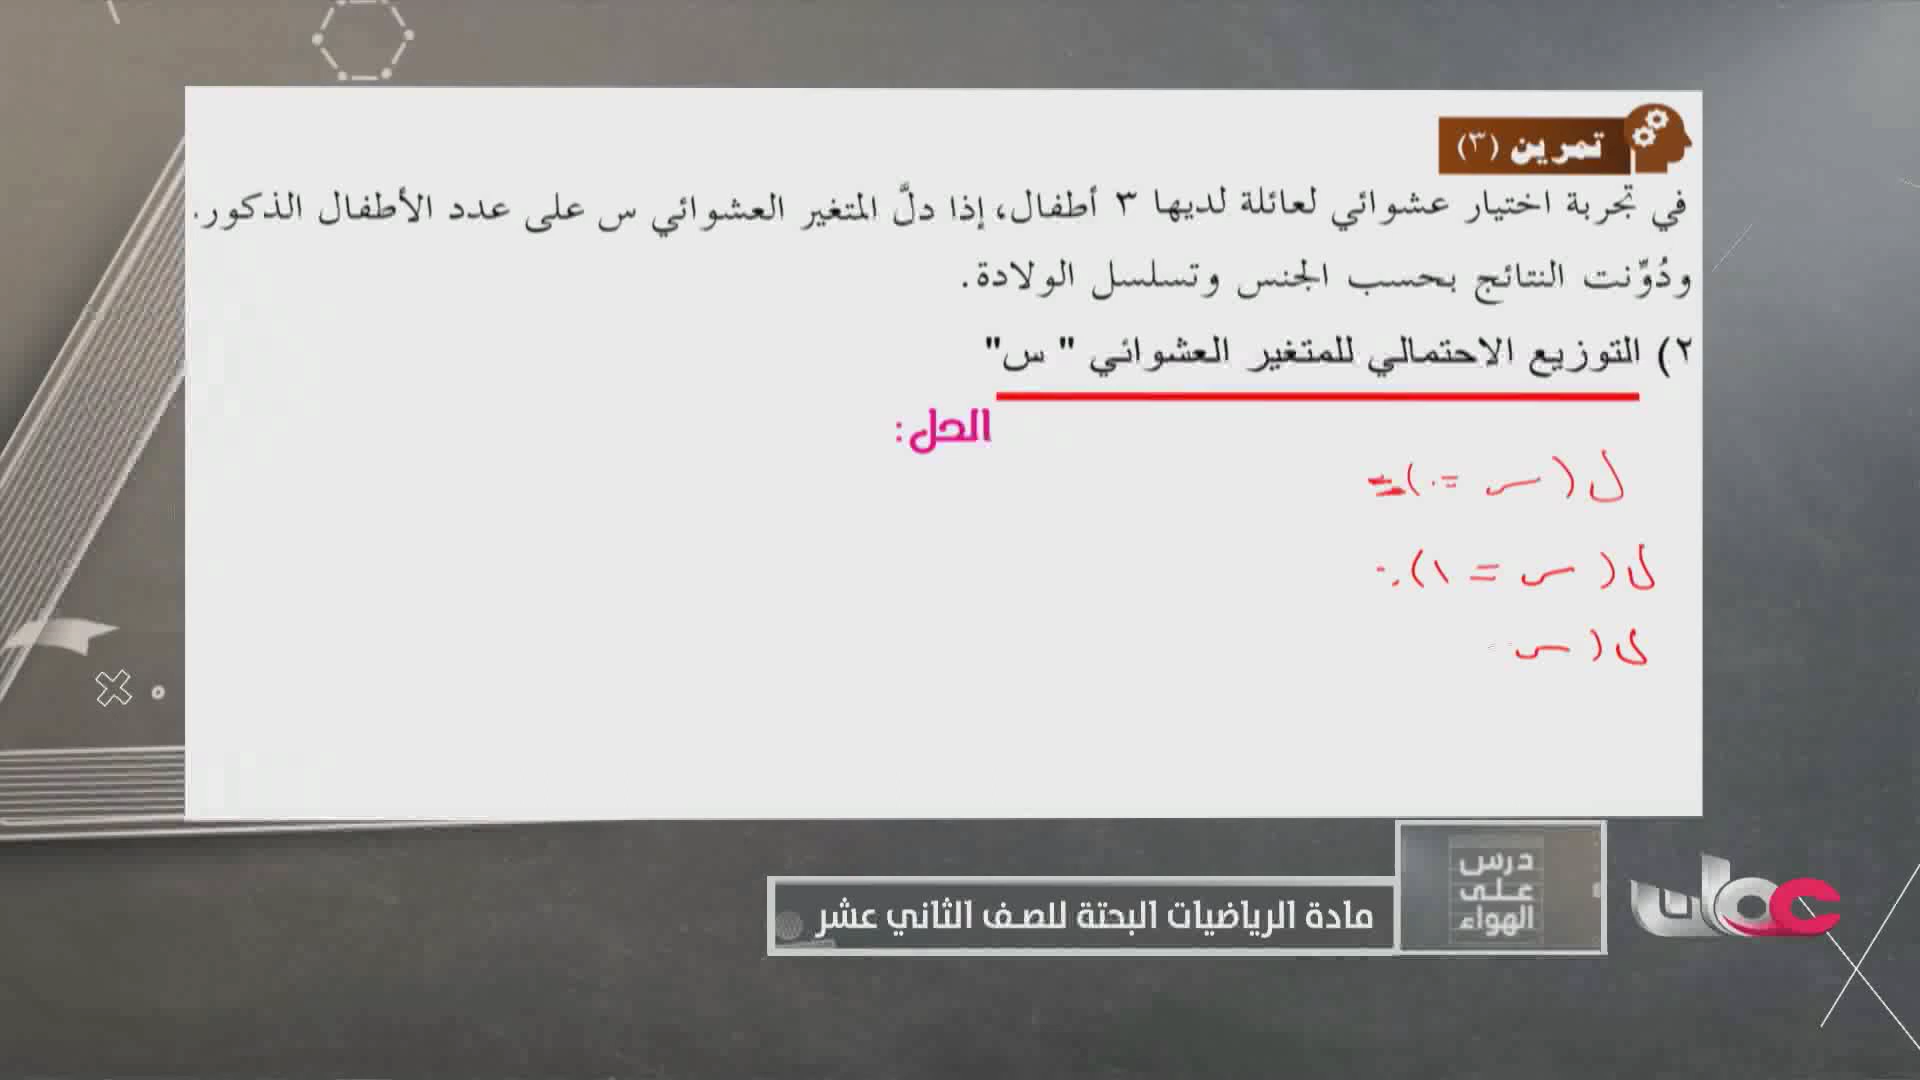 تمرين (٣)
في تجربة اختيار عشوائي لعائلة لديها ٣ أطفال، إذا دلَّ المتغير العشوائي س على عدد الأطفال الذكور.
ودُوِّنت النتائج بحسب الجنس وتسلسل الولادة.
٢) التوزيع الاحتمالي للمتغير العشوائي " س"
الحل:
ل (س = ٠) =
ل (س = ١)
ل (س
درس
على
الهواء
مادة الرياضيات البحتة للصف الثاني عشر